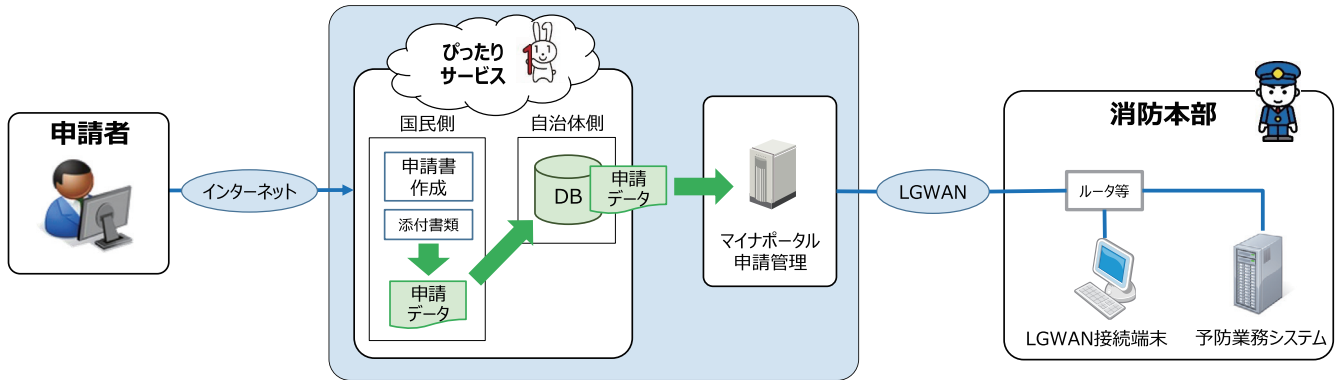 申請者
インターネット
ぴったり
サービス
1
国民側
申請書
作成
添付書類
申請
データ
自治体側
DB
申請
データ
マイナポータル
申請管理
LGWAN
消防本部
ルータ等
LGWAN接続端末
予防業務システム